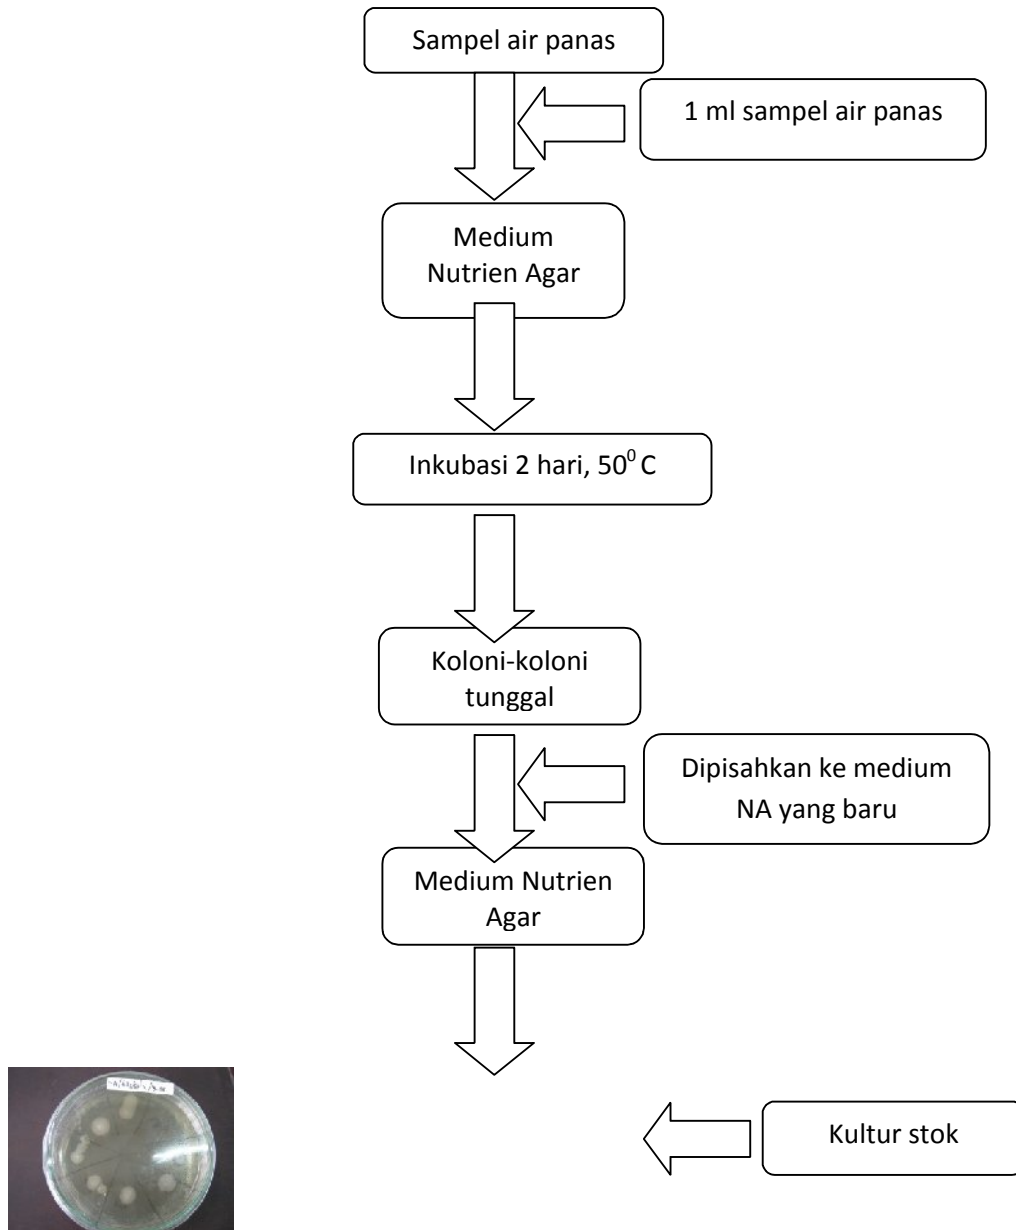 Sampel air panas
1 ml sampel air panas
Medium
Nutrien Agar
Inkubasi 2 hari, 50⁰ C
Koloni-koloni
tunggal
Dipisahkan ke medium
NA yang baru
Medium Nutrien
Agar
Kultur stok